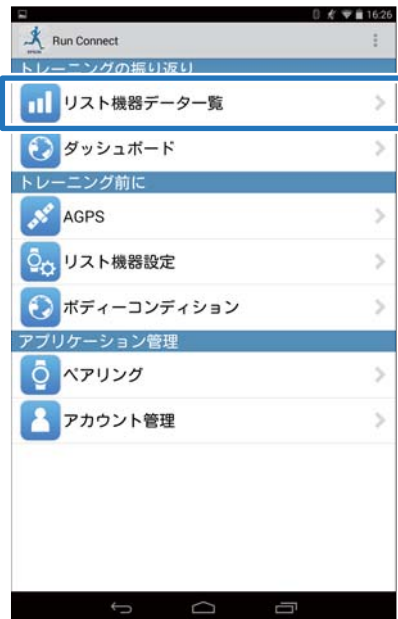 16:26
Run Connect
トレーニングの振り返り
リスト機器データ一覧
ダッシュボード
トレーニング前に
AGPS
リスト機器設定
ボディーコンディション
アプリケーション管理
ペアリング
アカウント管理